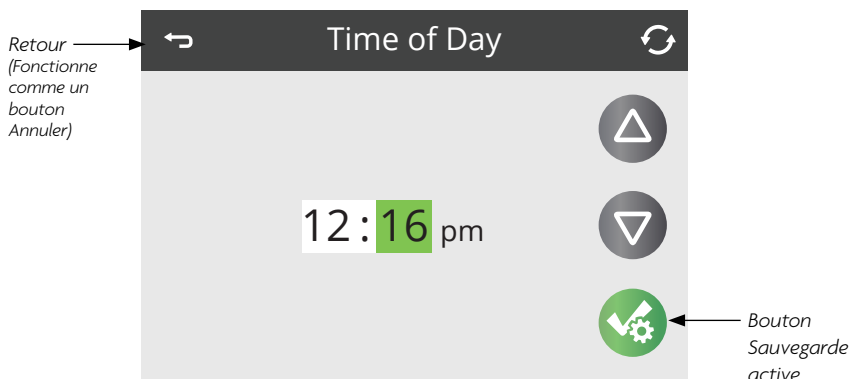 Time of Day
Retour
(Fonctionne
comme un
bouton
Annuler)
12:16 pm
Bouton
Sauvegarde
active